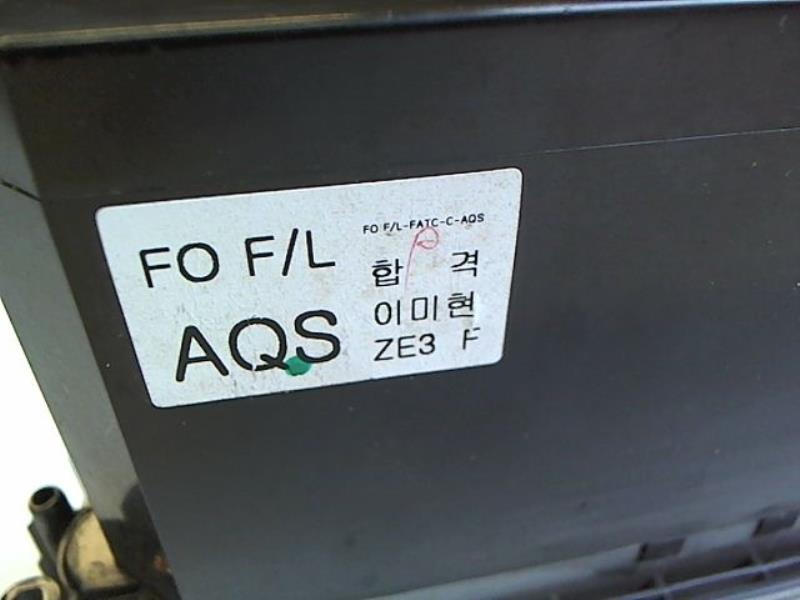 FO F/L-FATC-C-AQS
FO F/L
합 격
AQS
이미현
ZE3 F